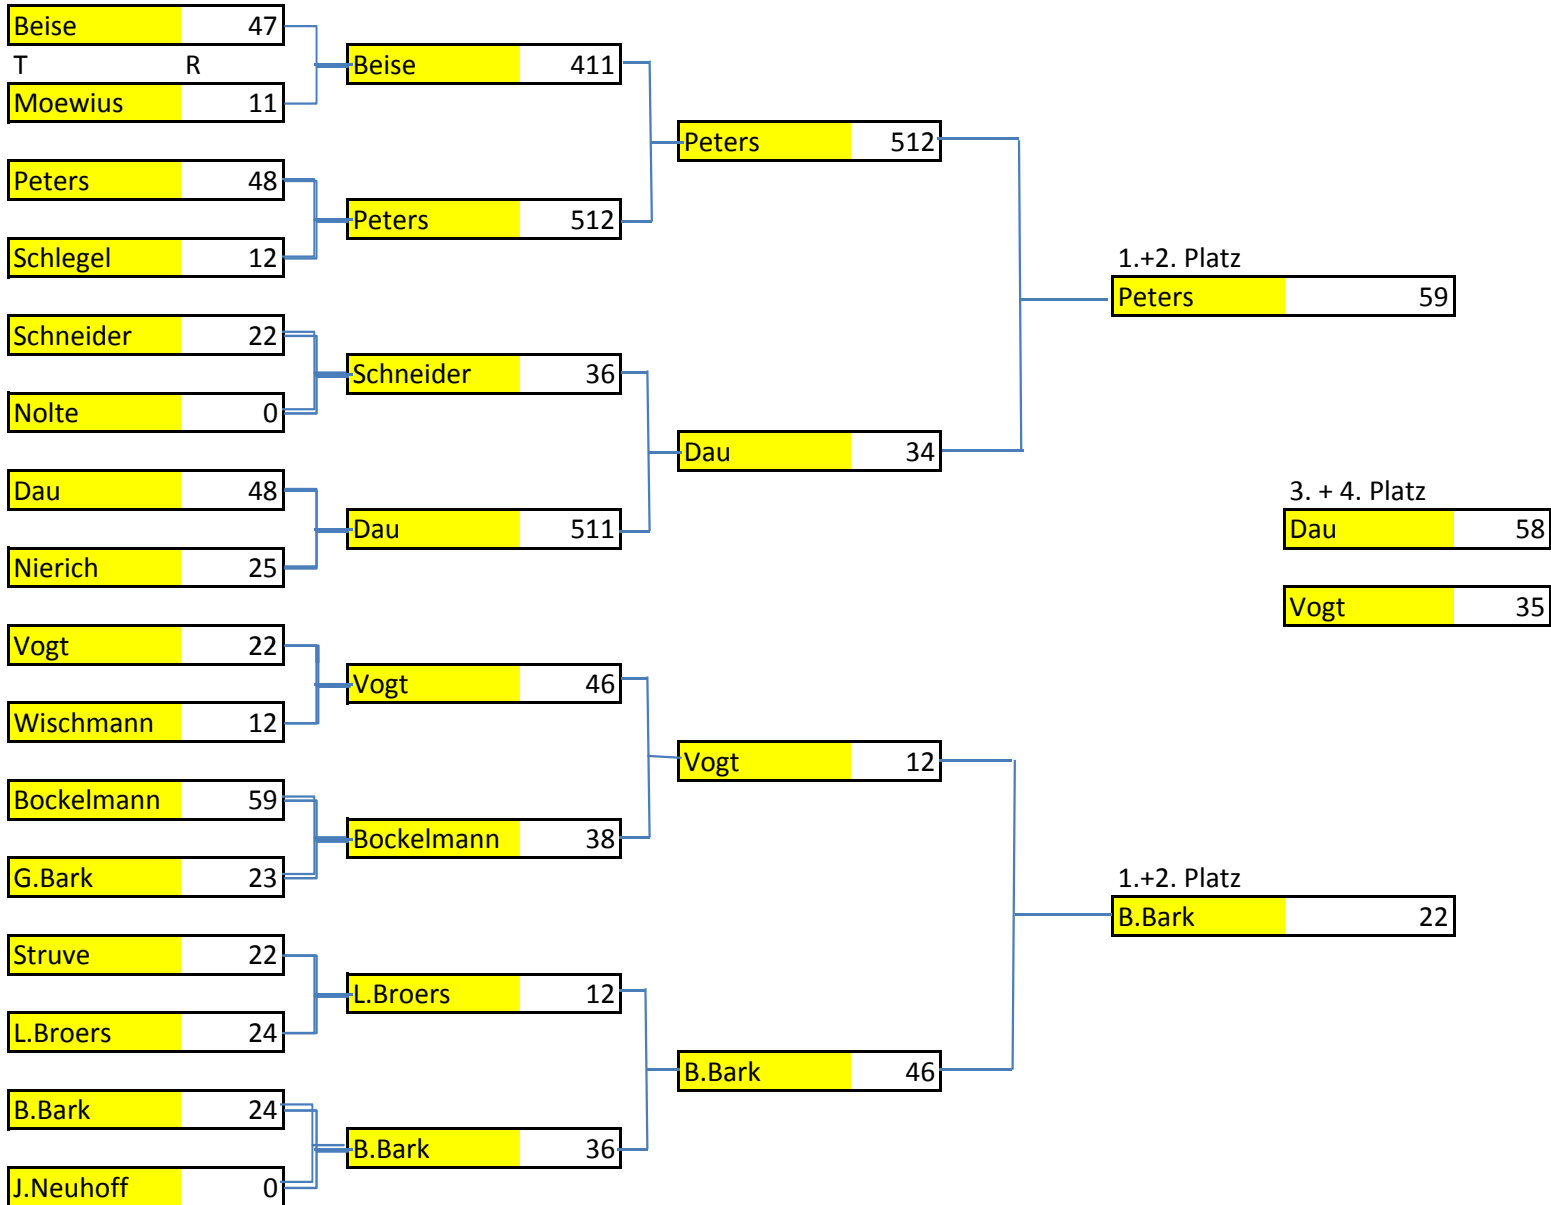 Beise 47
T R
Moewius 11
Peters 48
Schlegel 12
Schneider 22
Nolte 0
Dau 48
Nierich 25
Vogt 22
Wischmann 12
Bockelmann 59
G.Bark 23
Struve 22
L.Broers 24
B.Bark 24
J.Neuhoff 0
Beise 411
Peters 512
Schneider 36
Dau 511
Vogt 46
Bockelmann 38
L.Broers 12
B.Bark 36
Peters 512
Dau 34
Vogt 12
B.Bark 46
1.+2. Platz
Peters 59
1.+2. Platz
B.Bark 22
3. + 4. Platz
Dau 58
Vogt 35